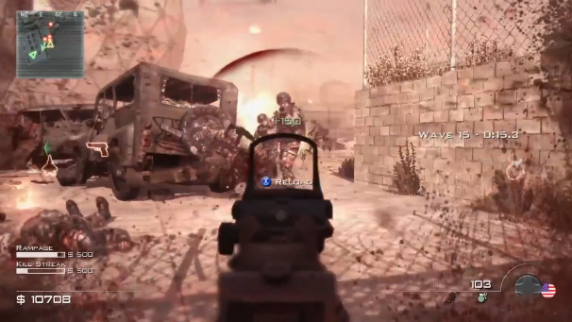 +150
WAVE 15 - 0:15.3
X RELOAD
RAMPAGE
$ 500
KILL STREAK
$ 500
$ 10708
103